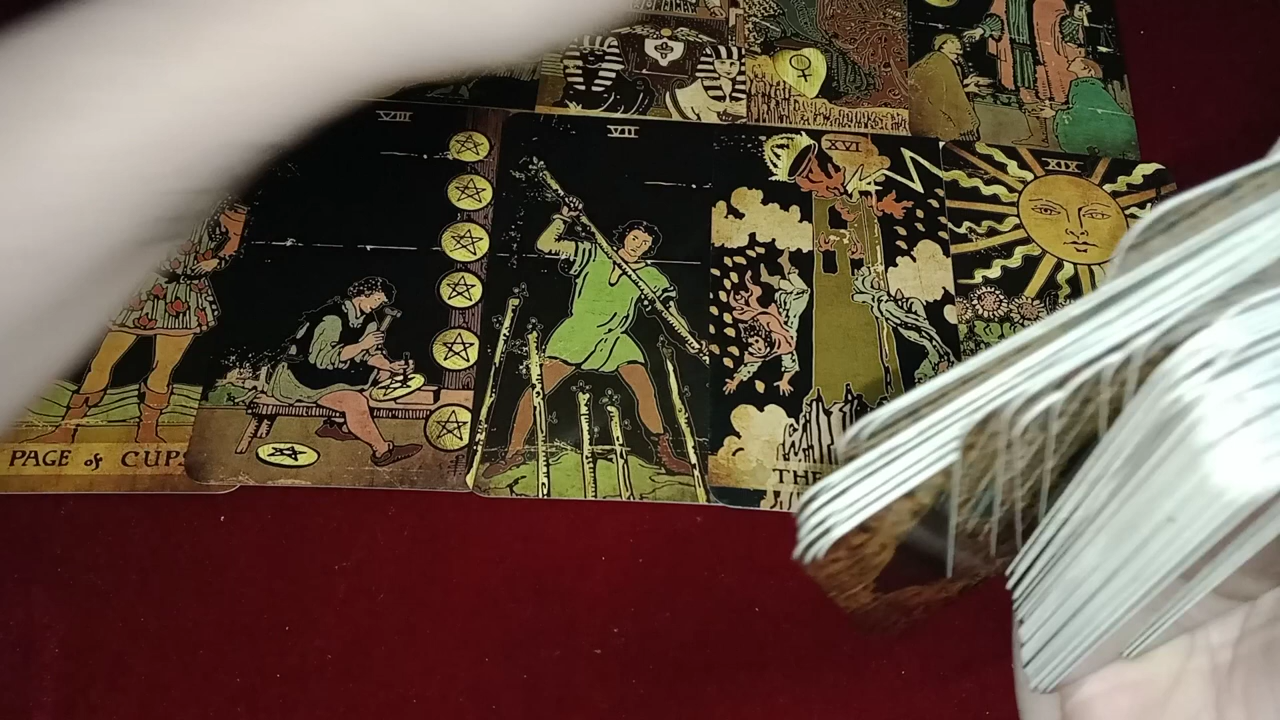 VIII
VII
XVI
XIX
PAGE of CUPS
THE